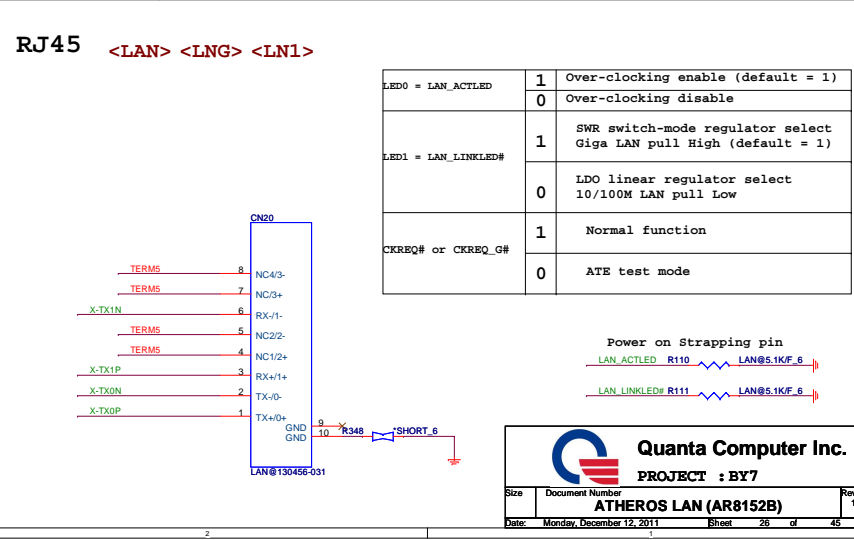 RJ45 <LAN> <LNG> <LN1>
LED0 = LAN_ACTLED
1 Over-clocking enable (default = 1)
0 Over-clocking disable
LED1 = LAN_LINKLED#
1 SWR switch-mode regulator select
Giga LAN pull High (default = 1)
0 LDO linear regulator select
10/100M LAN pull Low
CKREQ# or CKREQ_G#
1 Normal function
0 ATE test mode
CN20
TERM5 8 NC4/3-
TERM5 7 NC/3+
X-TX1N 6 RX-/1-
TERM5 5 NC2/2-
TERM5 4 NC1/2+
X-TX1P 3 RX+/1+
X-TX0N 2 TX-/0-
X-TX0P 1 TX+/0+
GND 9
GND 10 R348 *SHORT_6
LAN@130456-031
Power on Strapping pin
LAN_ACTLED R110 LAN@5.1K/F_6
LAN_LINKLED# R111 LAN@5.1K/F_6
Quanta Computer Inc.
PROJECT : BY7
Size Document Number Rev
ATHEROS LAN (AR8152B) 1
Date: Monday, December 12, 2011 Sheet 26 of 45
2 1